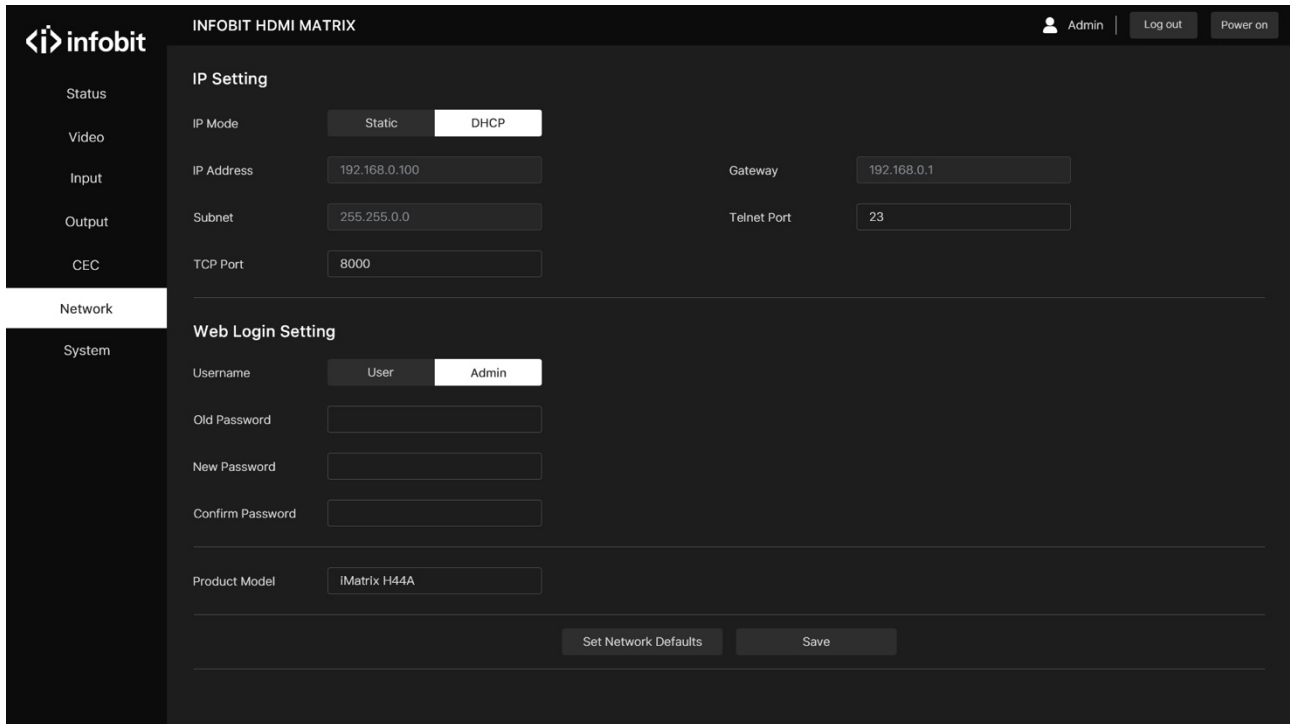 <i>infobit
INFOBIT HDMI MATRIX
Admin
Log out
Power on
Status
Video
Input
Output
CEC
Network
System
IP Setting
IP Mode
Static
DHCP
IP Address
192.168.0.100
Gateway
192.168.0.1
Subnet
255.255.0.0
Telnet Port
23
TCP Port
8000
Web Login Setting
Username
User
Admin
Old Password
New Password
Confirm Password
Product Model
iMatrix H44A
Set Network Defaults
Save